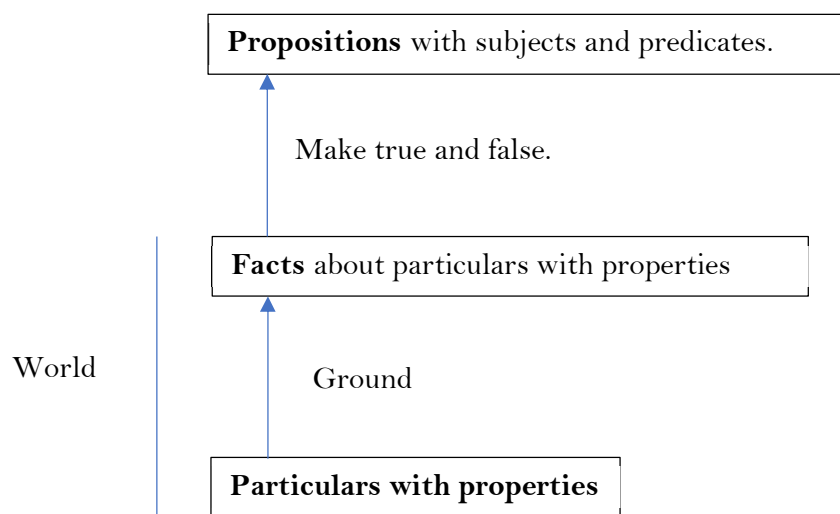 Propositions with subjects and predicates.
Make true and false.
Facts about particulars with properties
World
Ground
Particulars with properties